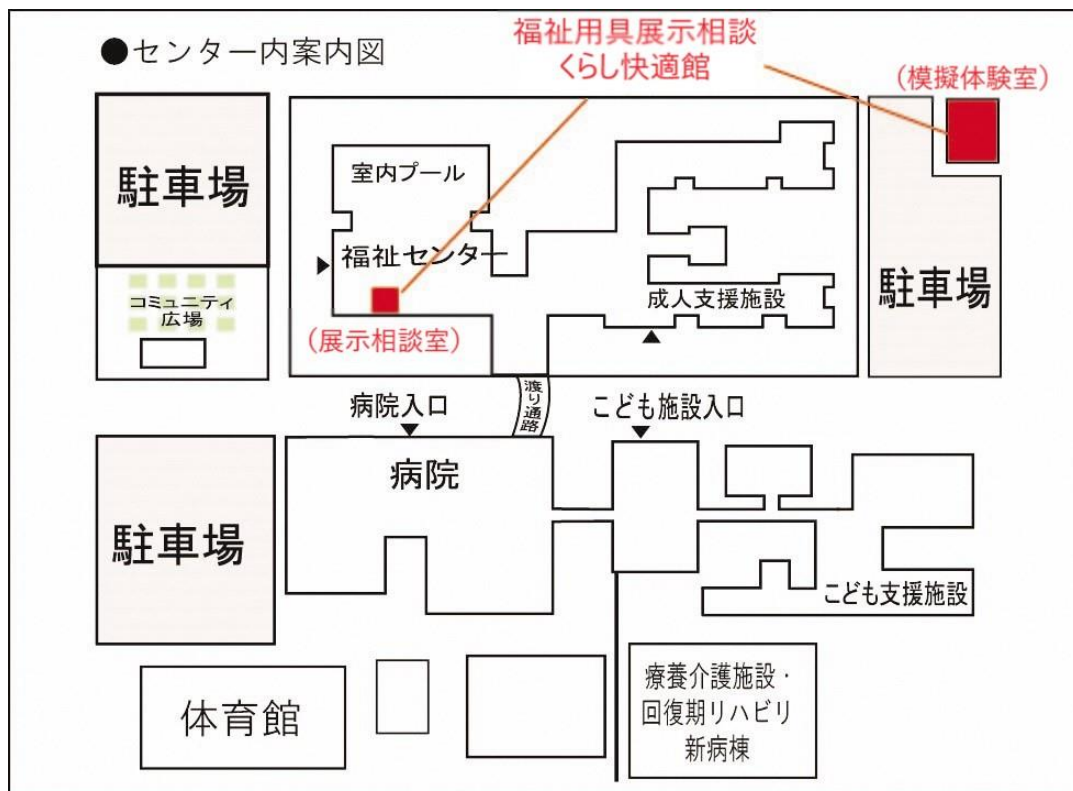 ●センター内案内図
福祉用具展示相談
くらし快適館
（模擬体験室）
駐車場
室内プール
福祉センター
コミュニティ
広場
（展示相談室）
成人支援施設
駐車場
病院入口
渡り通路
こども施設入口
駐車場
病院
こども支援施設
体育館
療養介護施設・
回復期リハビリ
新病棟